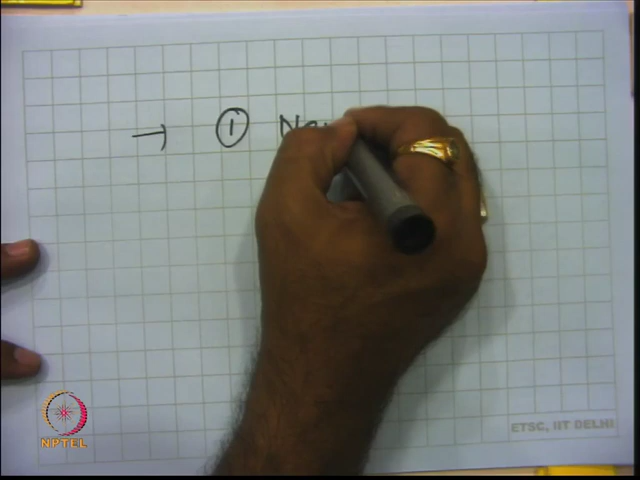 → ①
NPTEL
ETSC, IIT DELHI